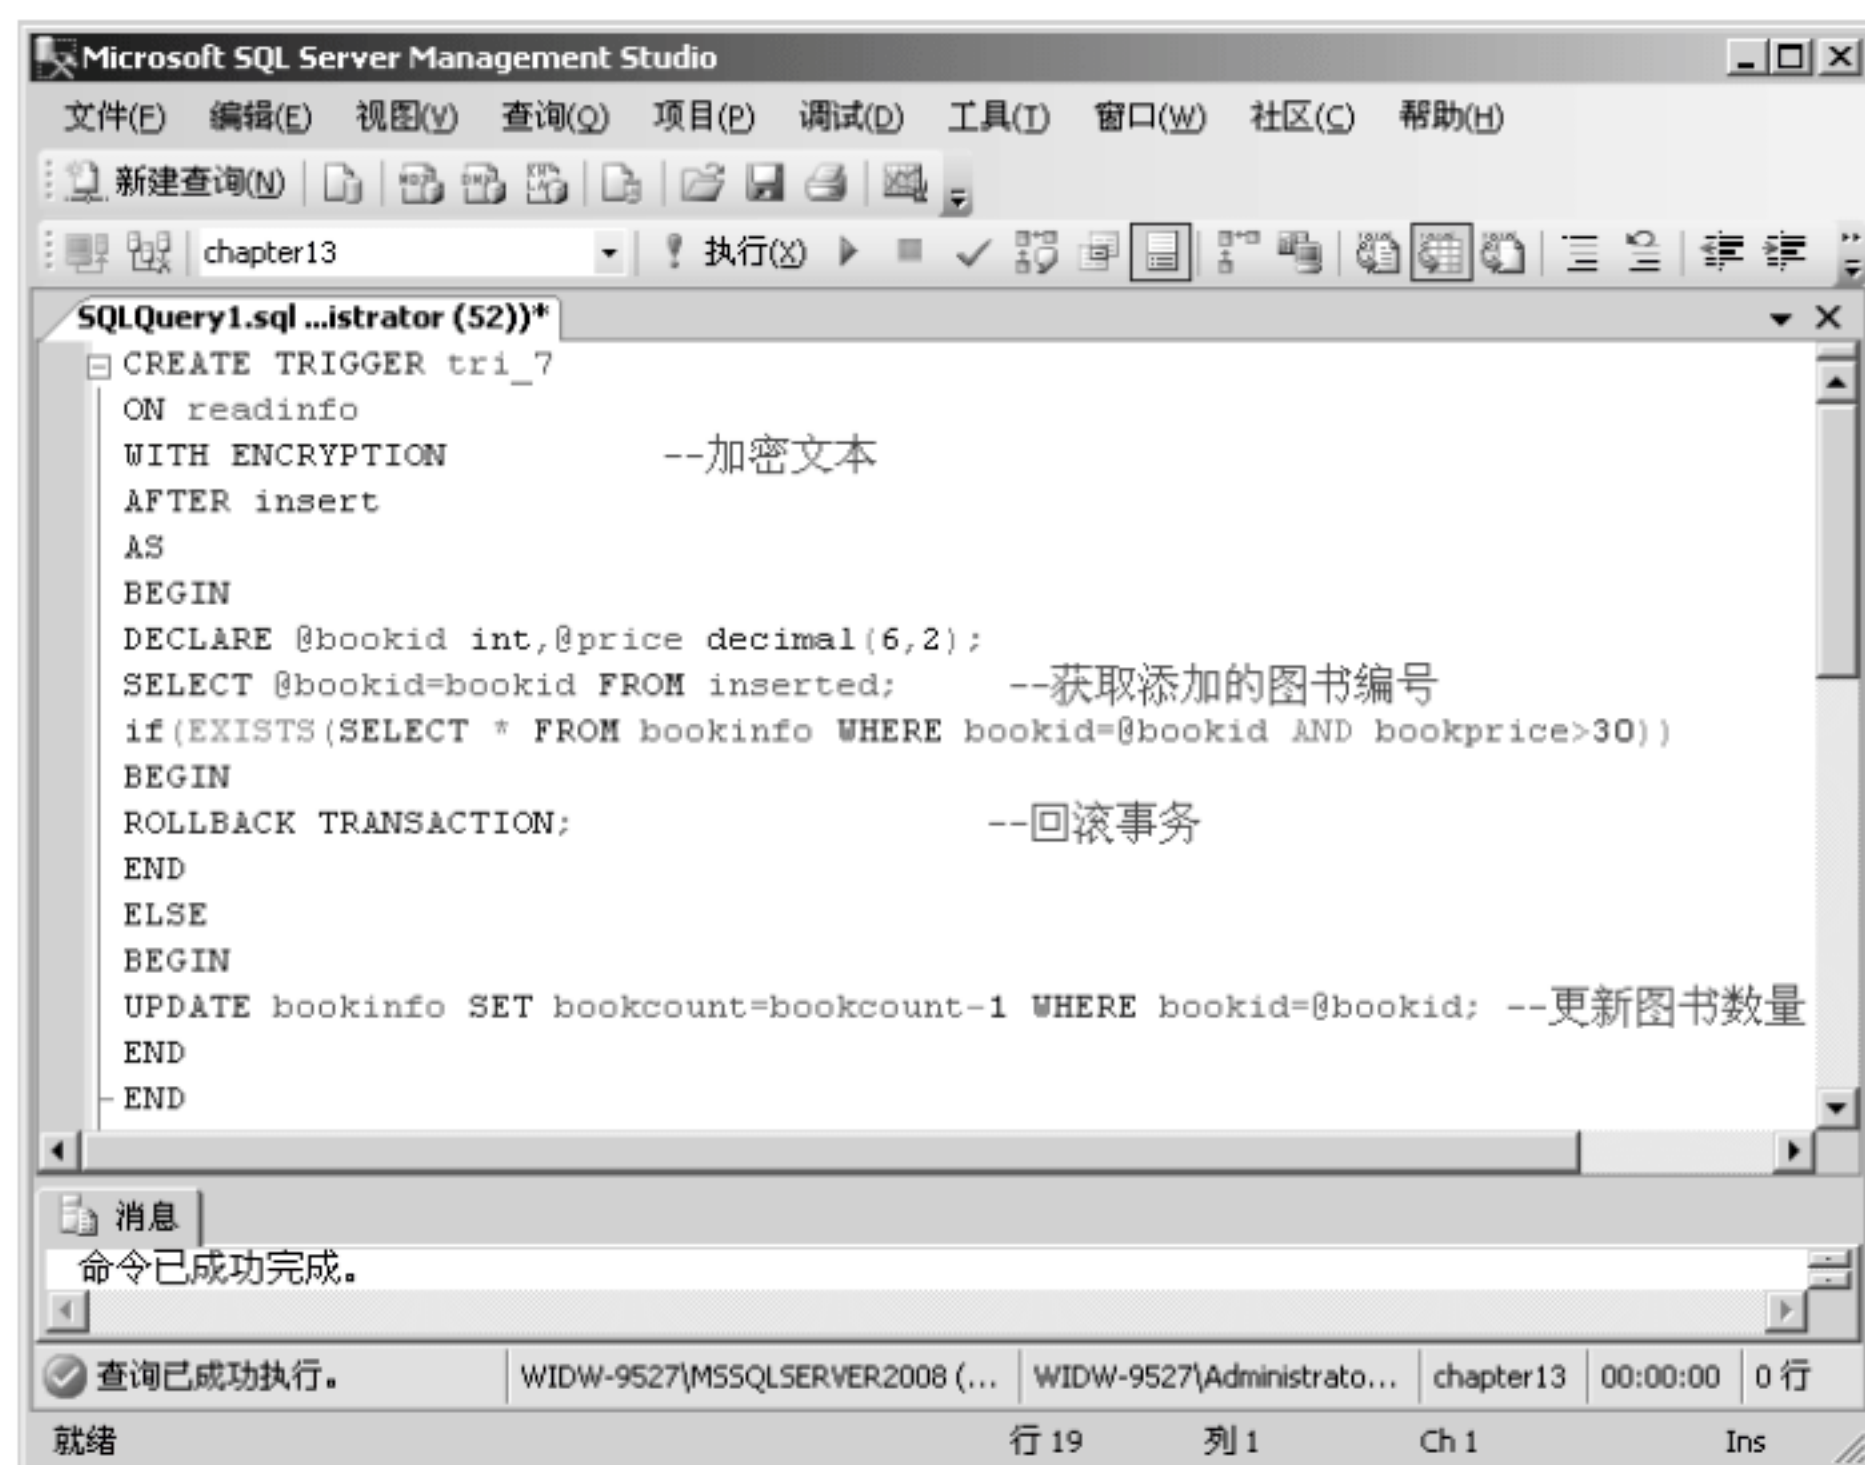 Microsoft SQL Server Management Studio
文件(F) 编辑(E) 视图(V) 查询(Q) 项目(P) 调试(D) 工具(T) 窗口(W) 社区(C) 帮助(H)
新建查询(N)
chapter13 执行(X)
SQLQuery1.sql ...istrator (52))*
CREATE TRIGGER tri_7
ON readinfo
WITH ENCRYPTION --加密文本
AFTER insert
AS
BEGIN
DECLARE @bookid int,@price decimal(6,2);
SELECT @bookid=bookid FROM inserted; --获取添加的图书编号
if(EXISTS(SELECT * FROM bookinfo WHERE bookid=@bookid AND bookprice>30))
BEGIN
ROLLBACK TRANSACTION; --回滚事务
END
ELSE
BEGIN
UPDATE bookinfo SET bookcount=bookcount-1 WHERE bookid=@bookid; --更新图书数量
END
END
消息
命令已成功完成。
查询已成功执行。 WIDW-9527\MSSQLSERVER2008 (... WIDW-9527\Administrato... chapter13 00:00:00 0 行
就绪 行 19 列 1 Ch 1 Ins